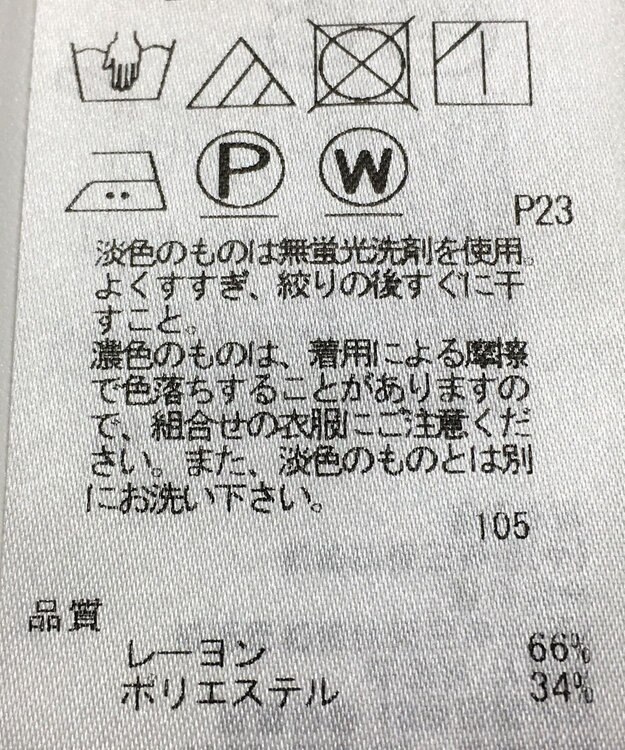 P
W
P23
淡色のものは無蛍光洗剤を使用。
よくすすぎ、絞りの後すぐに干
すこと。
濃色のものは、着用による摩擦
で色落ちすることがありますの
で、組合せの衣服にご注意くだ
さい。また、淡色のものとは別
にお洗い下さい。
105
品質
レーヨン 66%
ポリエステル 34%